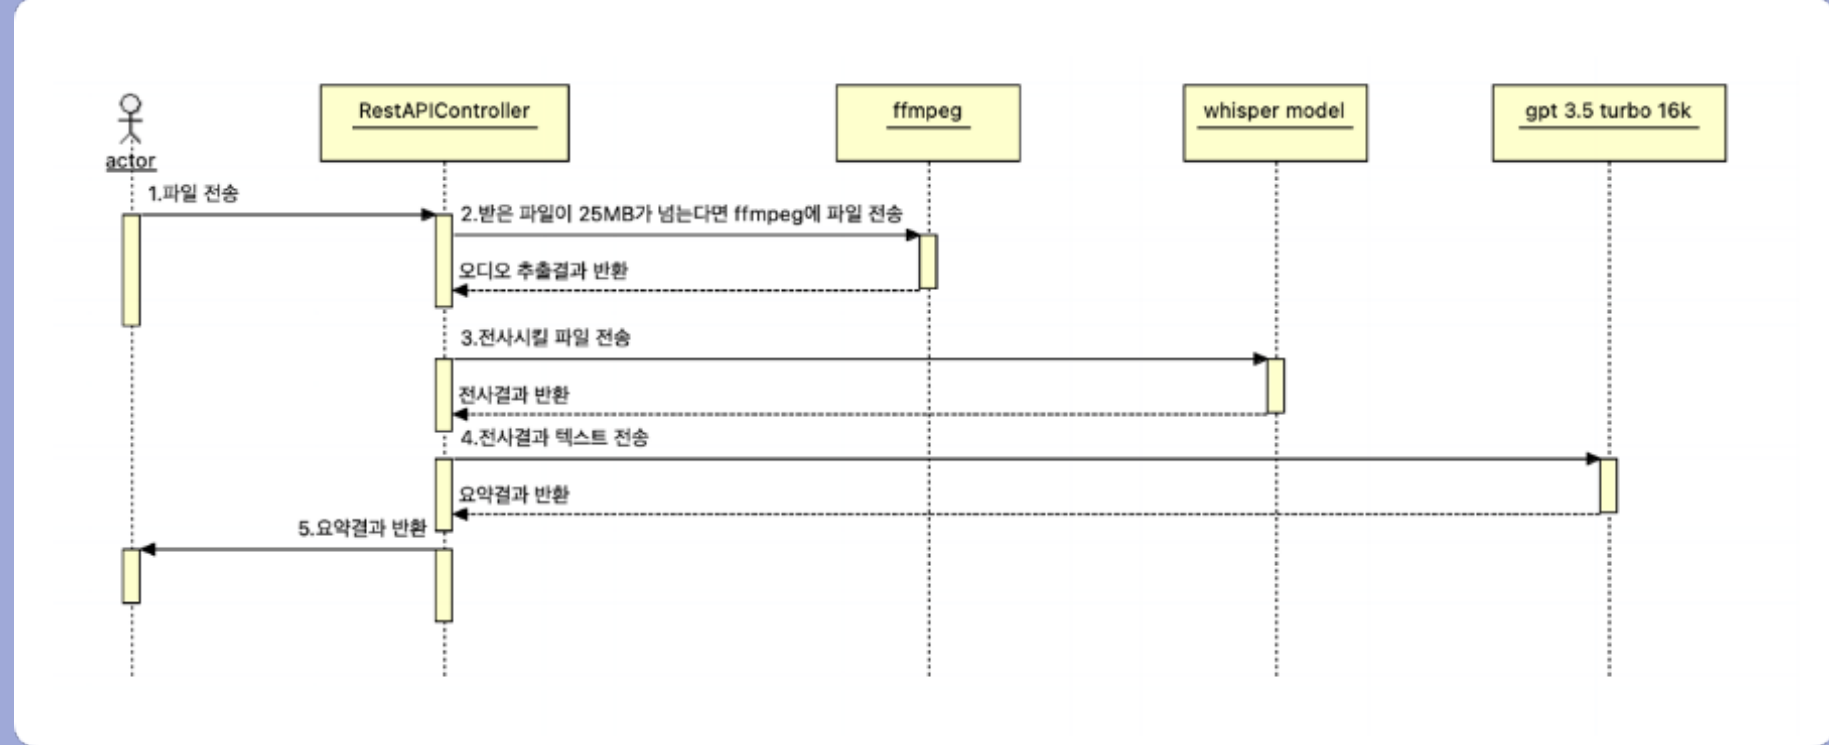 RestAPIController
ffmpeg
whisper model
gpt 3.5 turbo 16k
actor
1.파일 전송
2.받은 파일이 25MB가 넘는다면 ffmpeg에 파일 전송
오디오 추출결과 반환
3.전사시킬 파일 전송
전사결과 반환
4.전사결과 텍스트 전송
요약결과 반환
5.요약결과 반환